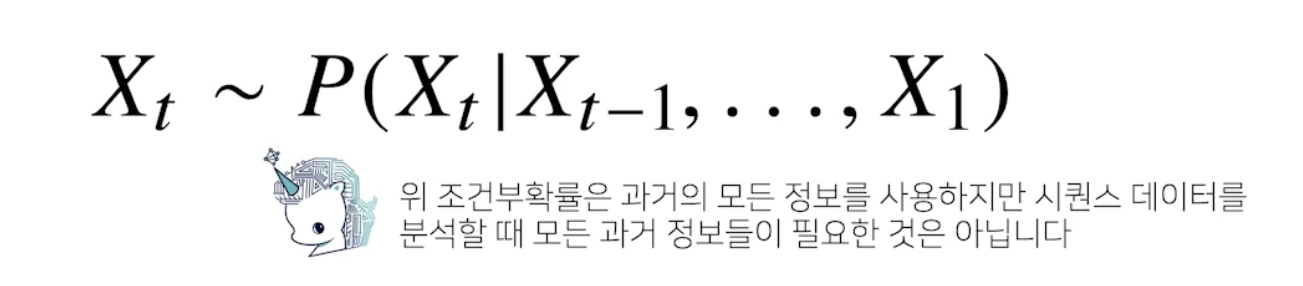 X_t ~ P(X_t|X_{t-1}, . . . , X_1)
위 조건부확률은 과거의 모든 정보를 사용하지만 시퀀스 데이터를
분석할 때 모든 과거 정보들이 필요한 것은 아닙니다